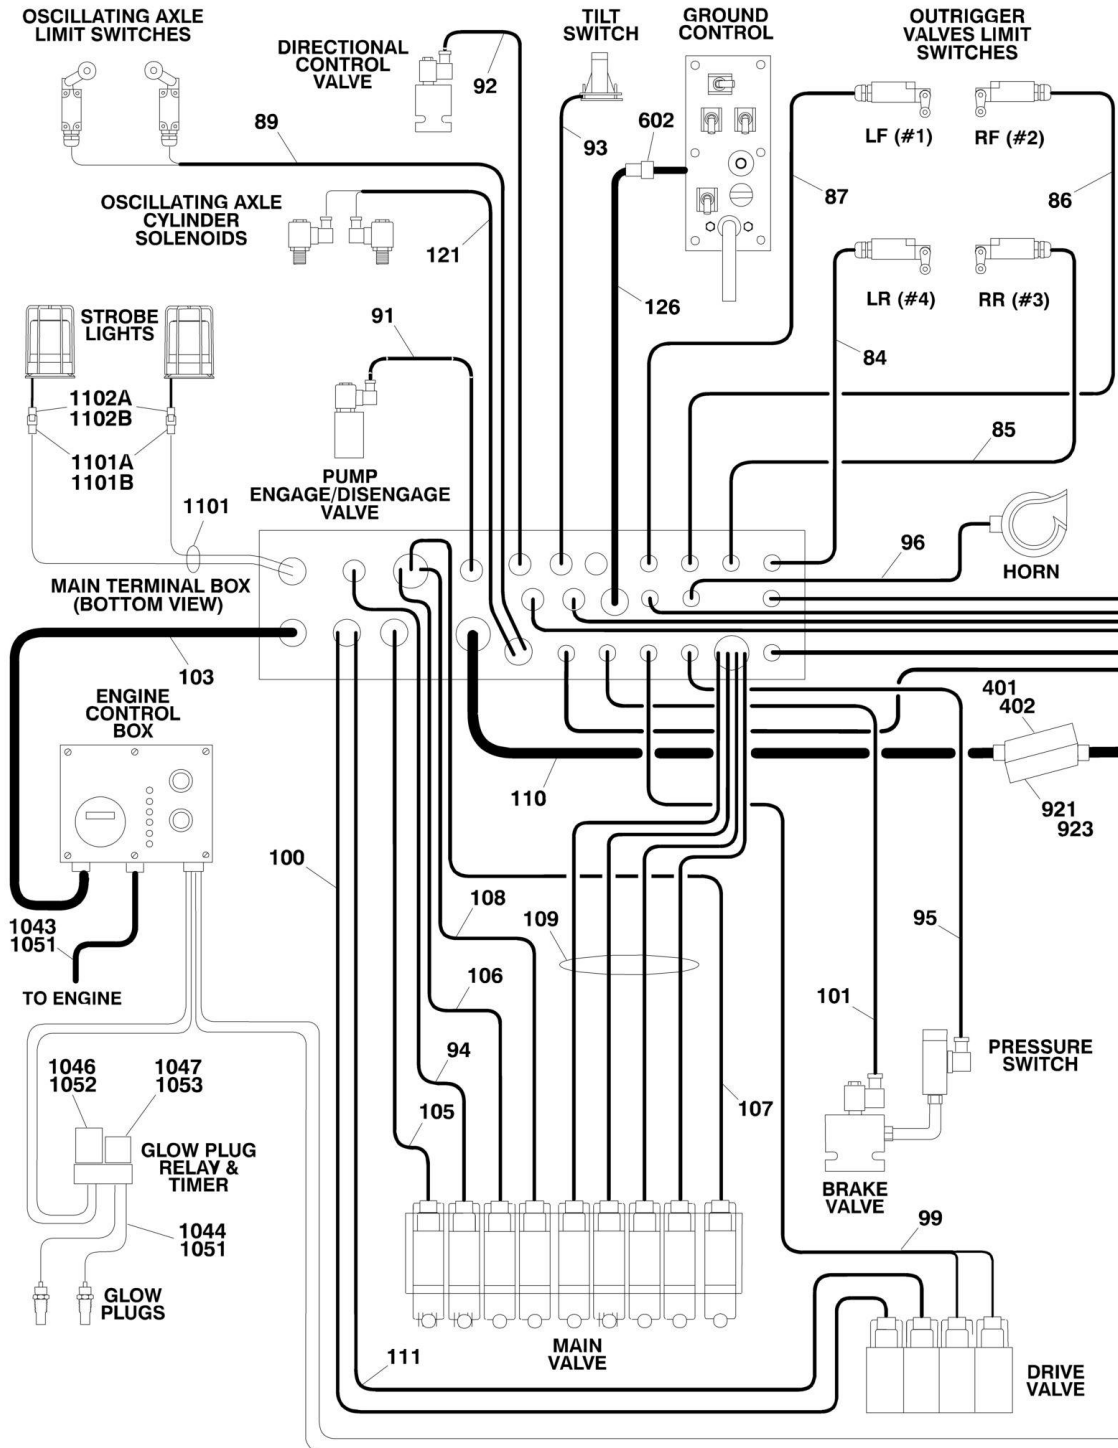 OSCILLATING AXLE
LIMIT SWITCHES
DIRECTIONAL
CONTROL
VALVE
92
TILT
SWITCH
GROUND
CONTROL
OUTRIGGER
VALVES LIMIT
SWITCHES
89
93
602
LF (#1)
RF (#2)
87
86
OSCILLATING AXLE
CYLINDER
SOLENOIDS
121
126
LR (#4)
RR (#3)
84
STROBE
LIGHTS
91
1102A
1102B
1101A
1101B
85
PUMP
ENGAGE/DISENGAGE
VALVE
1101
96
HORN
MAIN TERMINAL BOX
(BOTTOM VIEW)
103
ENGINE
CONTROL
BOX
401
402
110
921
923
100
108
109
95
1043
1051
TO ENGINE
106
101
94
PRESSURE
SWITCH
1046
1052
1047
1053
105
107
GLOW PLUG
RELAY &
TIMER
BRAKE
VALVE
99
1044
1051
GLOW
PLUGS
MAIN
VALVE
111
DRIVE
VALVE